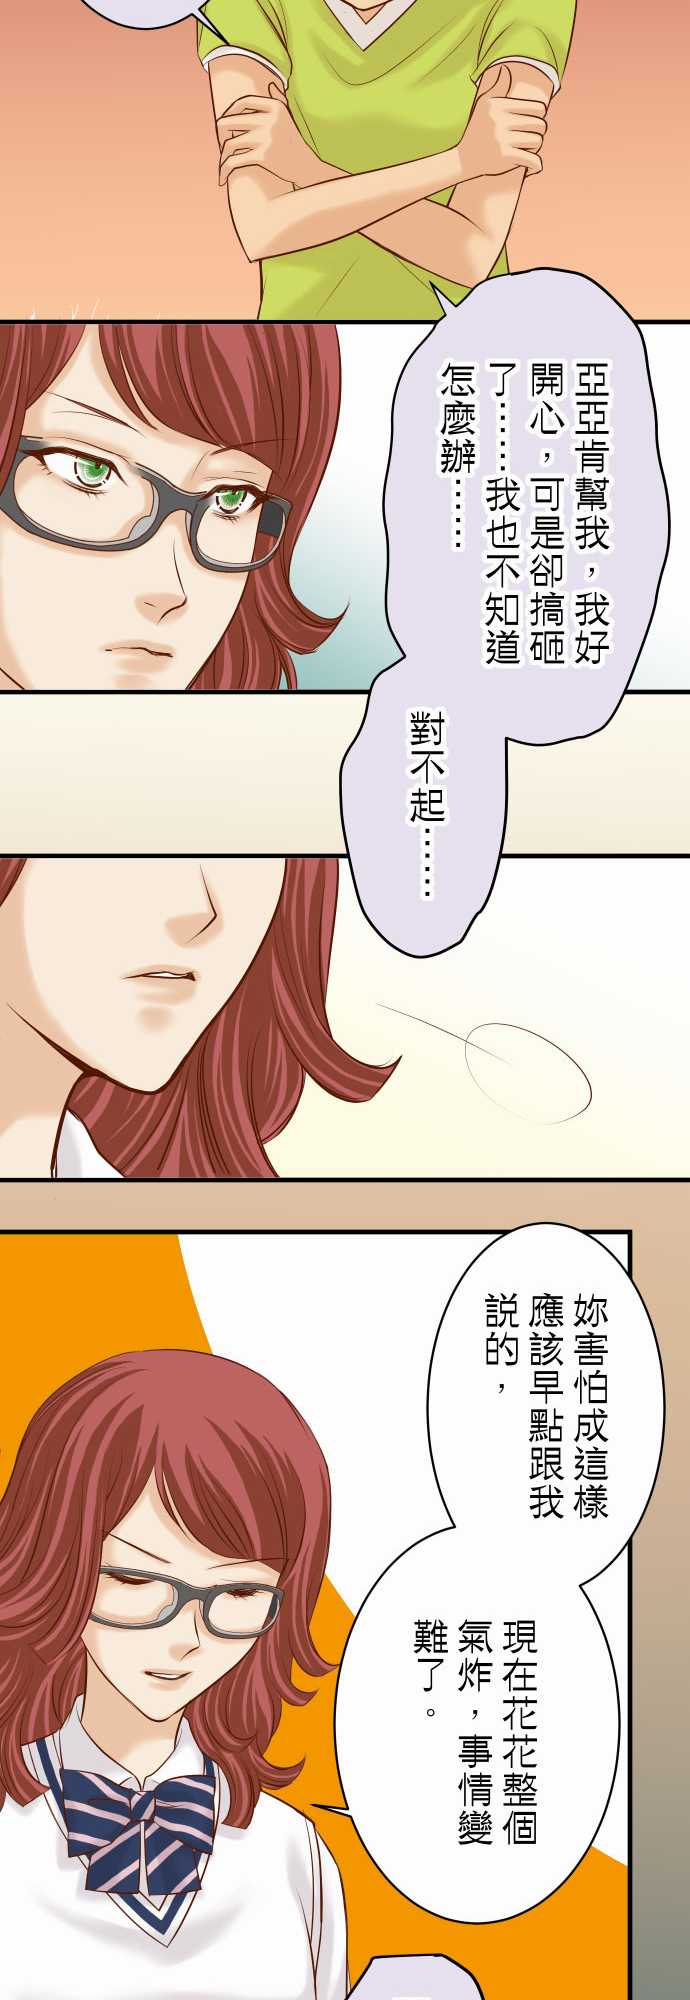 亞亞肯幫我，我好
開心，可是卻搞砸
了……我也不知道
怎麼辦……
對不起……
妳害怕成這樣
應該早點跟我
説的，
現在花花整個
氣炸，事情變
難了。